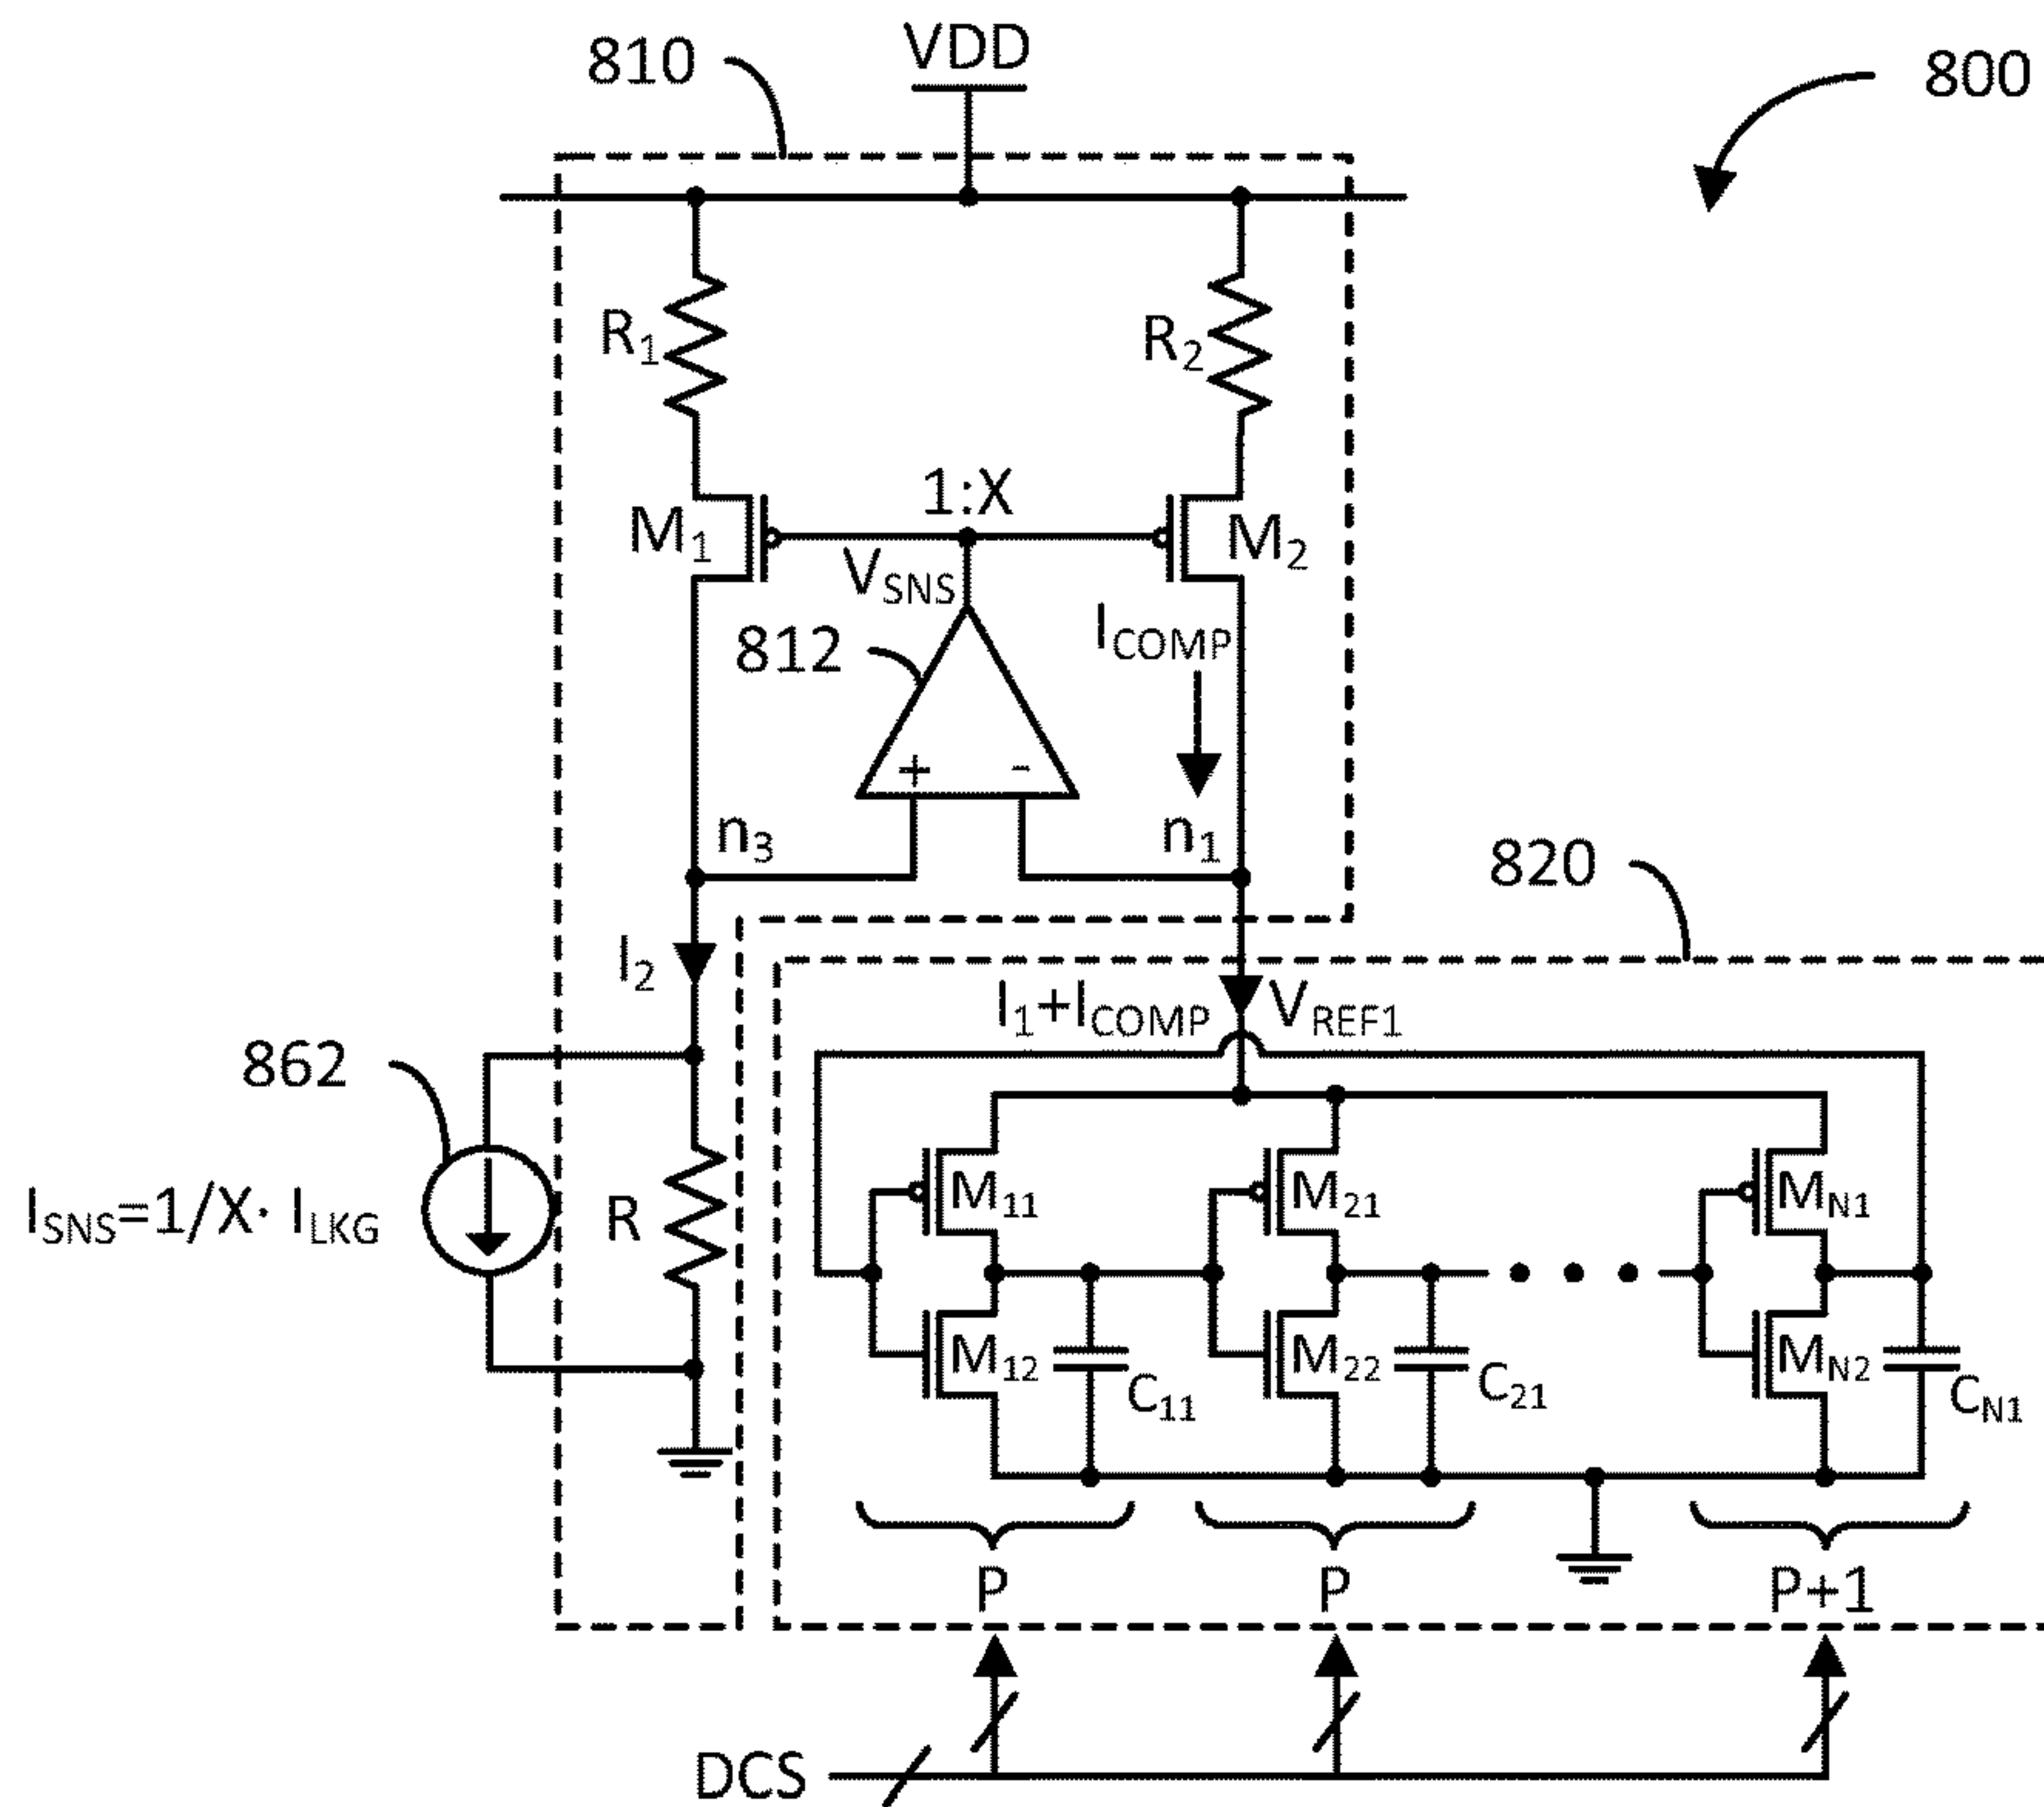 810
VDD
800
R1
R2
1:X
M1
VSNS
M2
812
ICOMP
+
-
n3
n1
820
I2
I1+ICOMP
VREF1
862
ISNS=1/X· ILKG
R
M11
M21
MN1
M12
M22
MN2
C11
C21
CN1
P
P
P+1
DCS